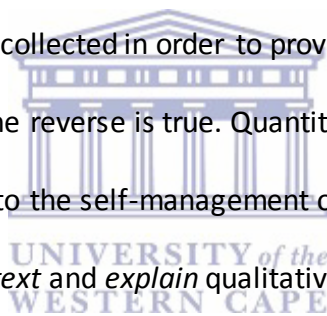 collected in order to prov
e reverse is true. Quantit
to the self-management o
text and explain qualitativ
UNIVERSITY of the
WESTERN CAPE